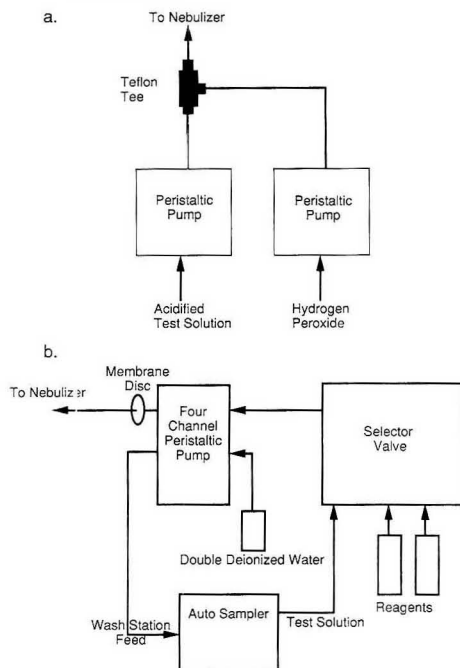 a.
To Nebulizer
Teflon
Tee
Peristaltic
Pump
Peristaltic
Pump
Acidified
Test Solution
Hydrogen
Peroxide
b.
Membrane
Disc
To Nebulizer
Four
Channel
Peristaltic
Pump
Selector
Valve
Double Deionized Water
Reagents
Wash Station
Feed
Auto Sampler
Test Solution